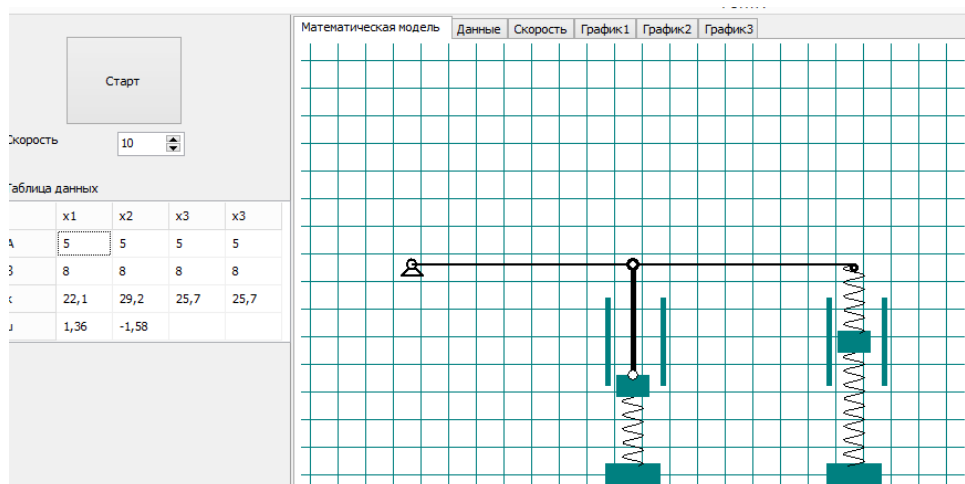 Математическая модель Данные Скорость График1 График2 График3
Старт
Скорость 10
Таблица данных
x1 x2 x3 x3
A 5 5 5 5
8 8 8 8
22,1 29,2 25,7 25,7
1,36 -1,58